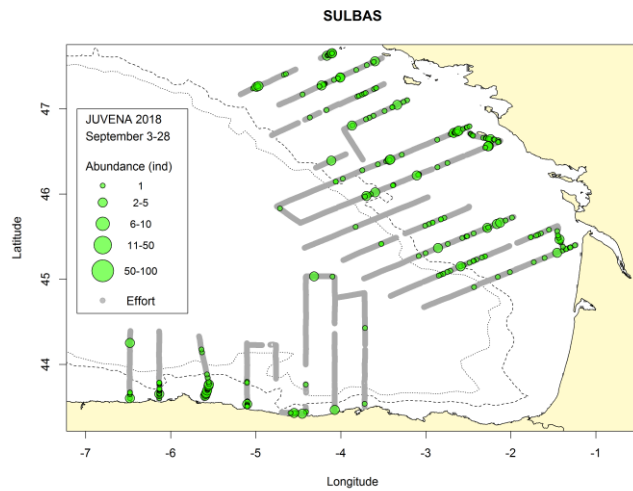 SULBAS
JUVENA 2018
September 3-28
Abundance (ind)
1
2-5
6-10
11-50
50-100
Effort
47
46
45
44
Latitude
-7 -6 -5 -4 -3 -2 -1
Longitude